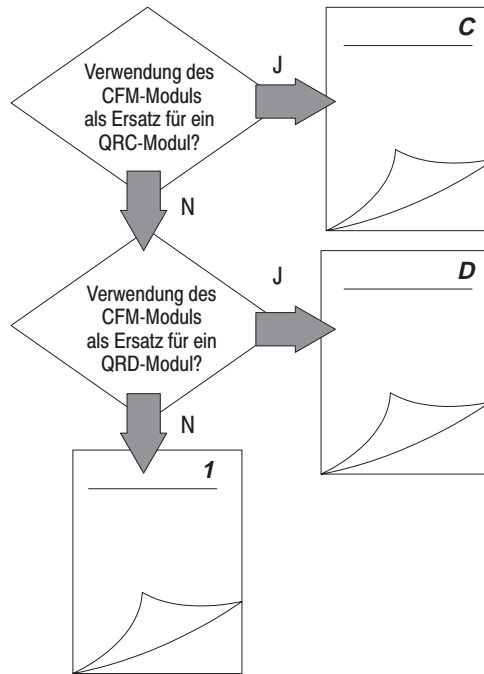 Verwendung des
CFM-Moduls
als Ersatz für ein
QRC-Modul?
J
C
N
Verwendung des
CFM-Moduls
als Ersatz für ein
QRD-Modul?
J
D
N
1